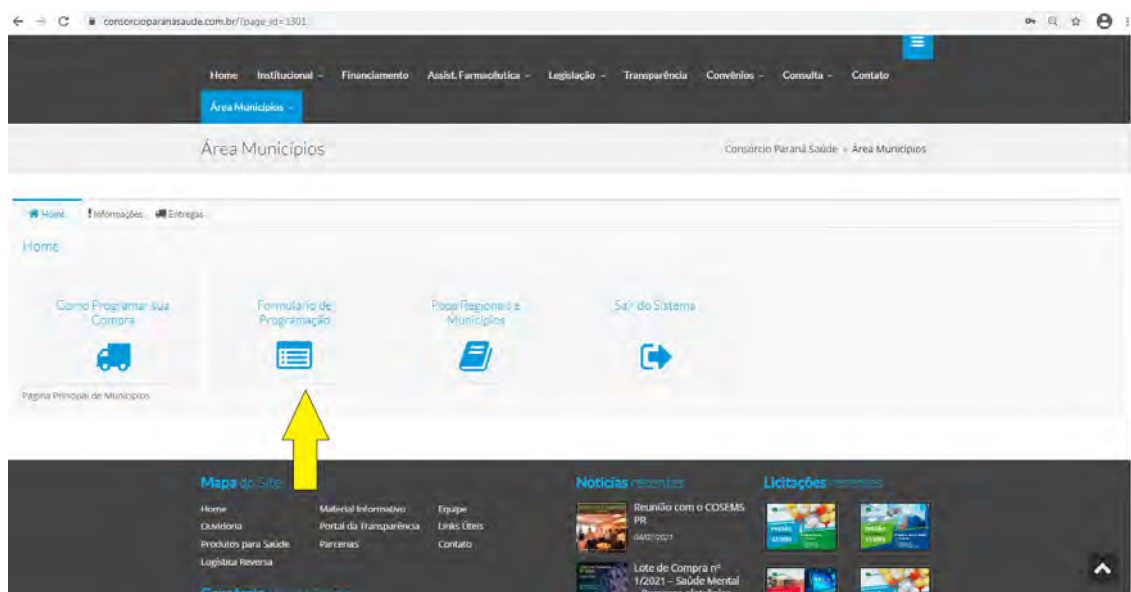 consorcioparanasaude.com.br/?page_id=1301
Home Institucional Financiamento Assist. Farmacêutica Legislação Transparência Convênios Consulta Contato
Área Municípios
Área Municípios
Consórcio Paraná Saúde » Área Municípios
Home Informações Entregas
Home
Como Programar sua
Compra
Formulário de
Programação
Pops Regionais e
Municípios
Sair do Sistema
Página Principal de Municípios
Mapa do Site
Home
Ouvidoria
Produtos para Saúde
Logística Reversa
Material Informativo
Portal da Transparência
Parcerias
Equipe
Links Úteis
Contato
Notícias recentes
Reunião com o COSEMS
PR
04/02/2021
Lote de Compra nº
1/2021 – Saúde Mental
Licitações recentes